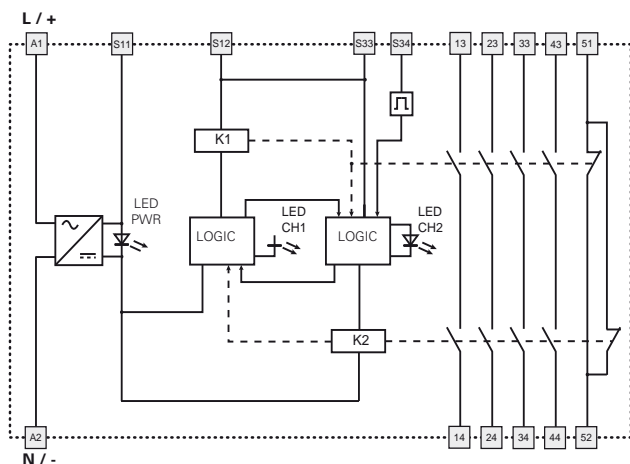 L / +
A1 S11 S12 S33 S34 13 23 33 43 51
K1
LED
PWR
LOGIC
LED
CH1
LOGIC
LED
CH2
K2
A2 14 24 34 44 52
N / -